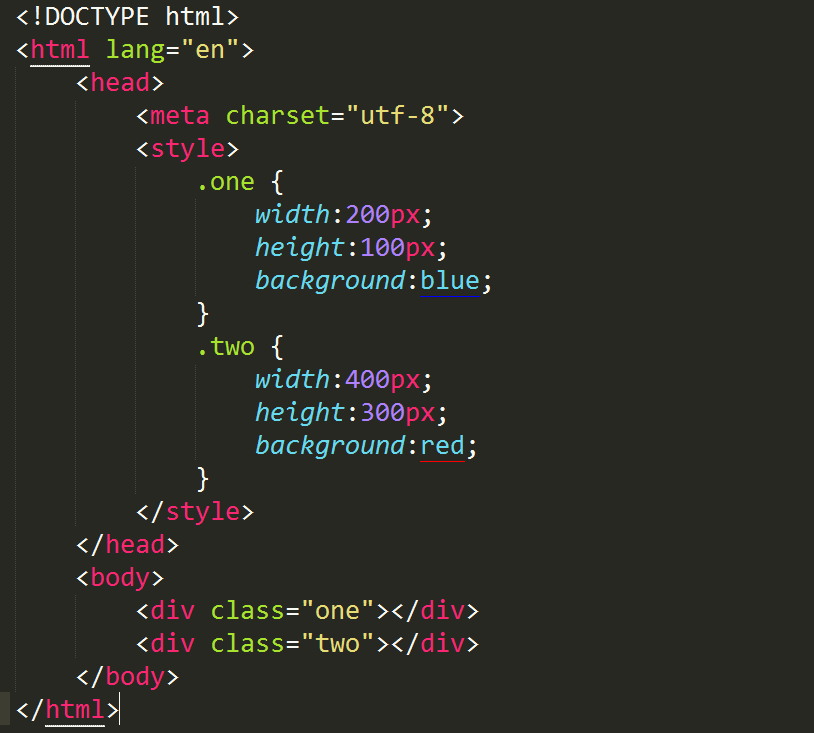 <!DOCTYPE html>
<html lang="en">
    <head>
        <meta charset="utf-8">
        <style>
            .one {
                width:200px;
                height:100px;
                background:blue;
            }
            .two {
                width:400px;
                height:300px;
                background:red;
            }
        </style>
    </head>
    <body>
        <div class="one"></div>
        <div class="two"></div>
    </body>
</html>